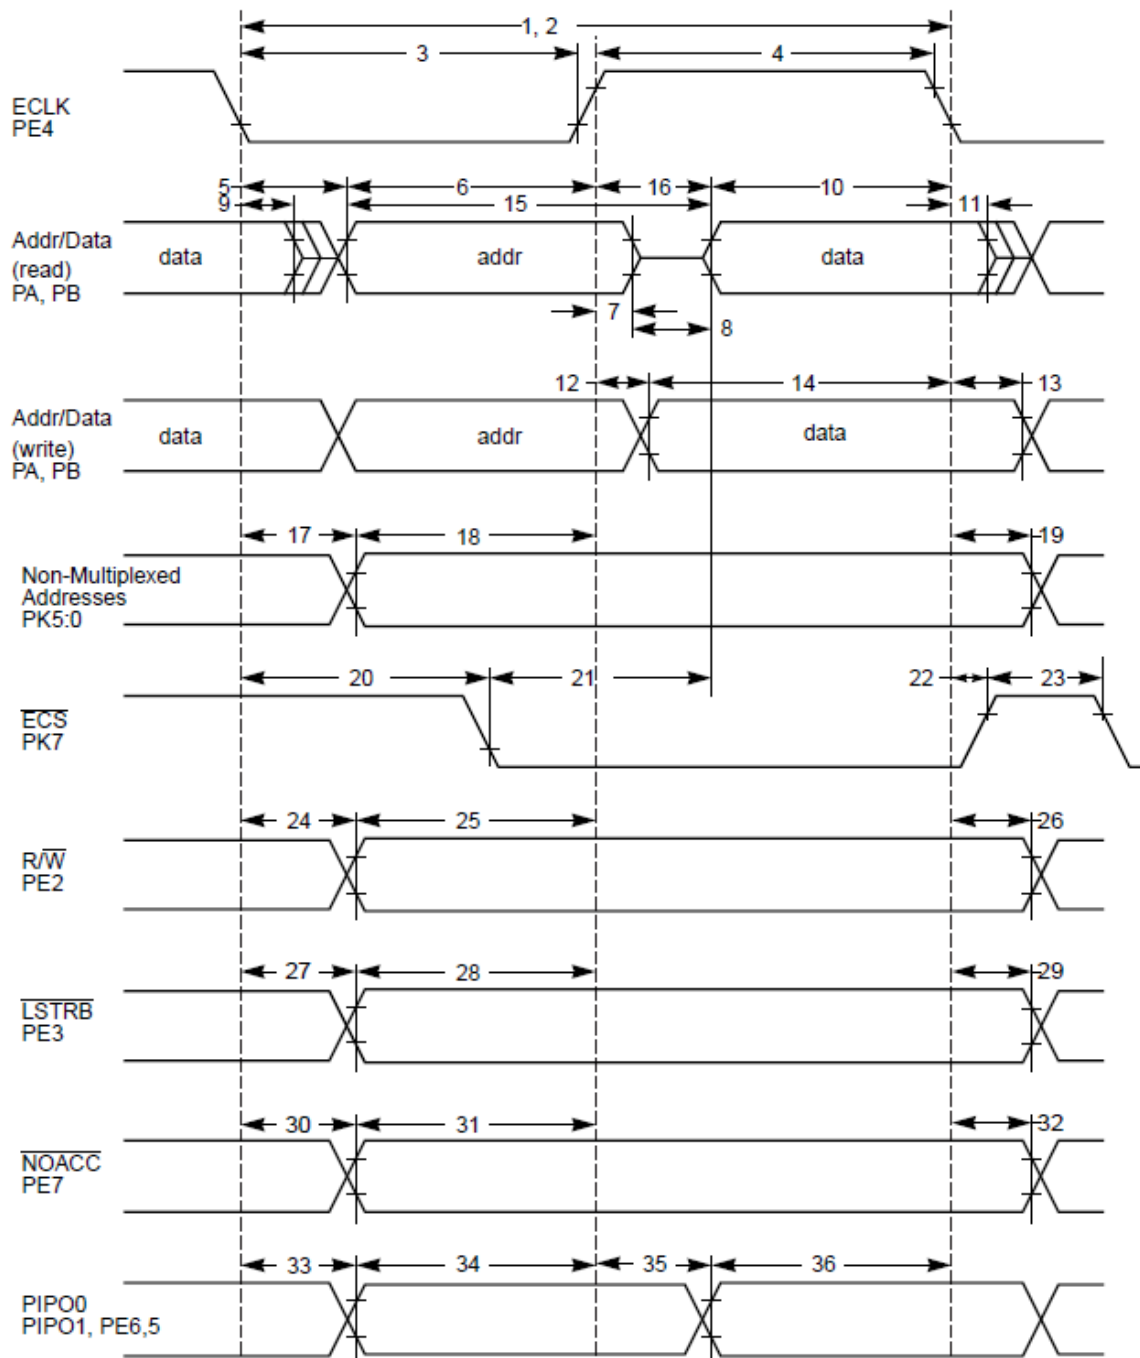 1, 2
3 4
ECLK
PE4
5 6 16 10
9 15 11
Addr/Data
(read)
PA, PB
data addr data
7 8
12 14 13
Addr/Data
(write)
PA, PB
data addr data
17 18 19
Non-Multiplexed
Addresses
PK5:0
20 21 22 23
ECS
PK7
24 25 26
R/W
PE2
27 28 29
LSTRB
PE3
30 31 32
NOACC
PE7
33 34 35 36
PIPO0
PIPO1, PE6,5